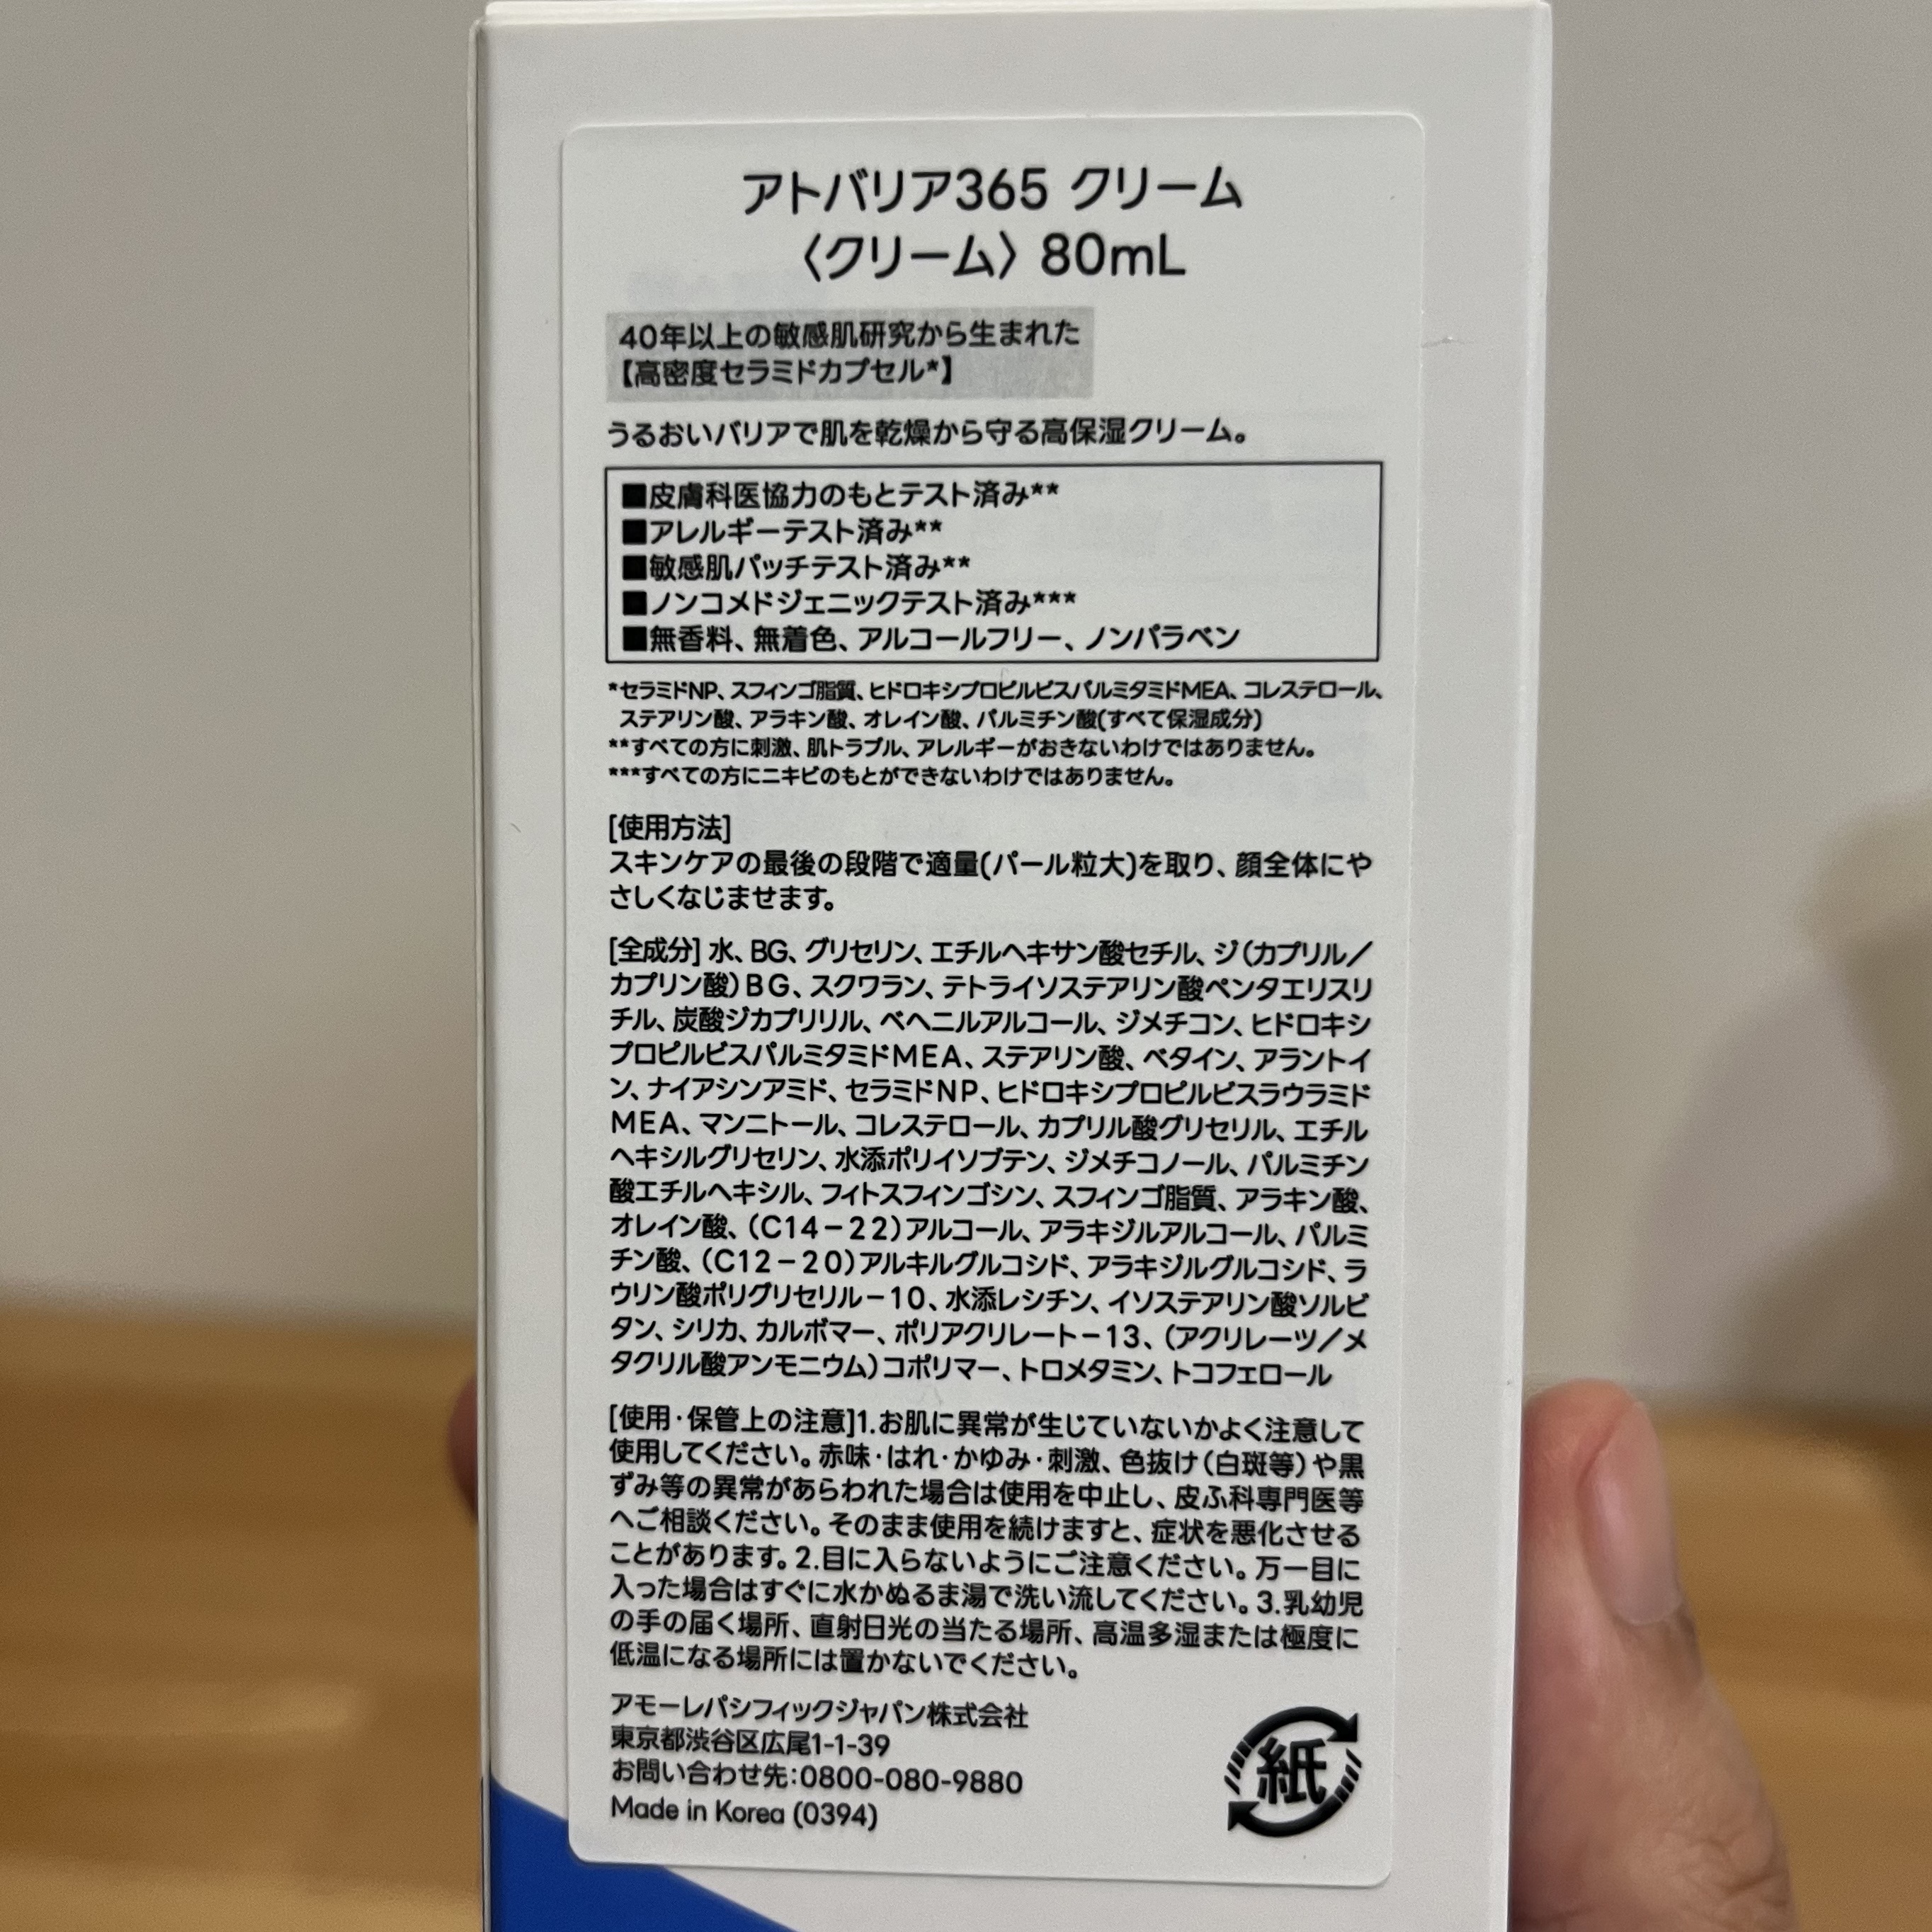 アトバリア365 クリーム
〈クリーム〉 80mL
40年以上の敏感肌研究から生まれた
【高密度セラミドカプセル*】
うるおいバリアで肌を乾燥から守る高保湿クリーム。
■皮膚科医協力のもとテスト済み**
■アレルギーテスト済み**
■敏感肌パッチテスト済み**
■ノンコメドジェニックテスト済み***
■無香料、無着色、アルコールフリー、ノンパラベン
*セラミドNP、スフィンゴ脂質、ヒドロキシプロピルビスパルミタミドMEA、コレステロール、
ステアリン酸、アラキン酸、オレイン酸、パルミチン酸(すべて保湿成分)
**すべての方に刺激、肌トラブル、アレルギーがおきないわけではありません。
***すべての方にニキビのもとができないわけではありません。
[使用方法]
スキンケアの最後の段階で適量(パール粒大)を取り、顔全体にや
さしくなじませます。
[全成分] 水、BG、グリセリン、エチルヘキサン酸セチル、ジ（カプリル／
カプリン酸）BG、スクワラン、テトライソステアリン酸ペンタエリスリ
チル、炭酸ジカプリリル、ベヘニルアルコール、ジメチコン、ヒドロキシ
プロピルビスパルミタミドMEA、ステアリン酸、ベタイン、アラントイ
ン、ナイアシンアミド、セラミドNP、ヒドロキシプロピルビスラウラミド
MEA、マンニトール、コレステロール、カプリル酸グリセリル、エチル
ヘキシルグリセリン、水添ポリイソブテン、ジメチコノール、パルミチン
酸エチルヘキシル、フィトスフィンゴシン、スフィンゴ脂質、アラキン酸、
オレイン酸、（C14－22）アルコール、アラキジルアルコール、パルミ
チン酸、（C12－20）アルキルグルコシド、アラキジルグルコシド、ラ
ウリン酸ポリグリセリル－10、水添レシチン、イソステアリン酸ソルビ
タン、シリカ、カルボマー、ポリアクリレート－13、（アクリレーツ／メ
タクリル酸アンモニウム）コポリマー、トロメタミン、トコフェロール
[使用・保管上の注意]1.お肌に異常が生じていないかよく注意して
使用してください。赤味・はれ・かゆみ・刺激、色抜け（白斑等）や黒
ずみ等の異常があらわれた場合は使用を中止し、皮ふ科専門医等
へご相談ください。そのまま使用を続けますと、症状を悪化させる
ことがあります。2.目に入らないようにご注意ください。万一目に
入った場合はすぐに水かぬるま湯で洗い流してください。3.乳幼児
の手の届く場所、直射日光の当たる場所、高温多湿または極度に
低温になる場所には置かないでください。
アモーレパシフィックジャパン株式会社
東京都渋谷区広尾1-1-39
お問い合わせ先:0800-080-9880
Made in Korea (0394)
紙